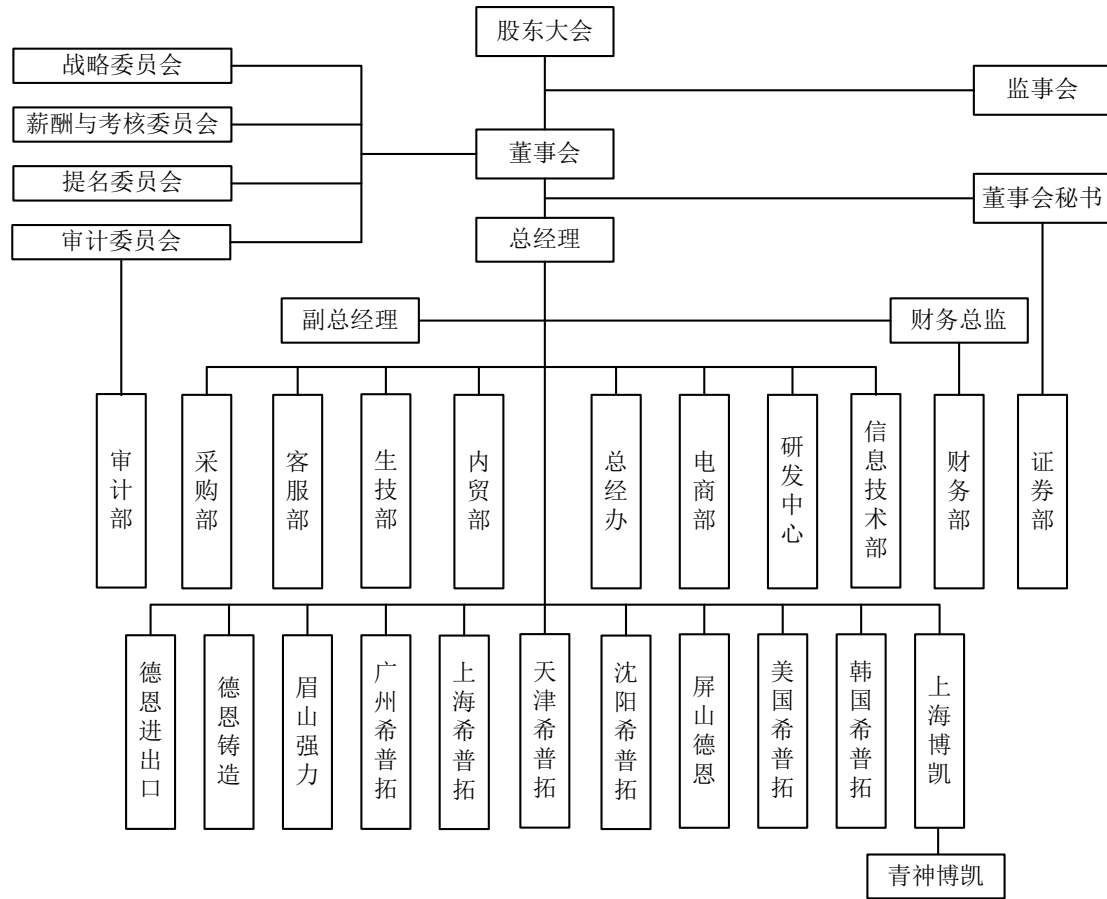 股东大会
战略委员会
监事会
薪酬与考核委员会
董事会
提名委员会
董事会秘书
审计委员会
总经理
副总经理
财务总监
审计部
采购部
客服部
生技部
内贸部
总经办
电商部
研发中心
信息技术部
财务部
证券部
德恩进出口
德恩铸造
眉山强力
广州希普拓
上海希普拓
天津希普拓
沈阳希普拓
屏山德恩
美国希普拓
韩国希普拓
上海博凯
青神博凯